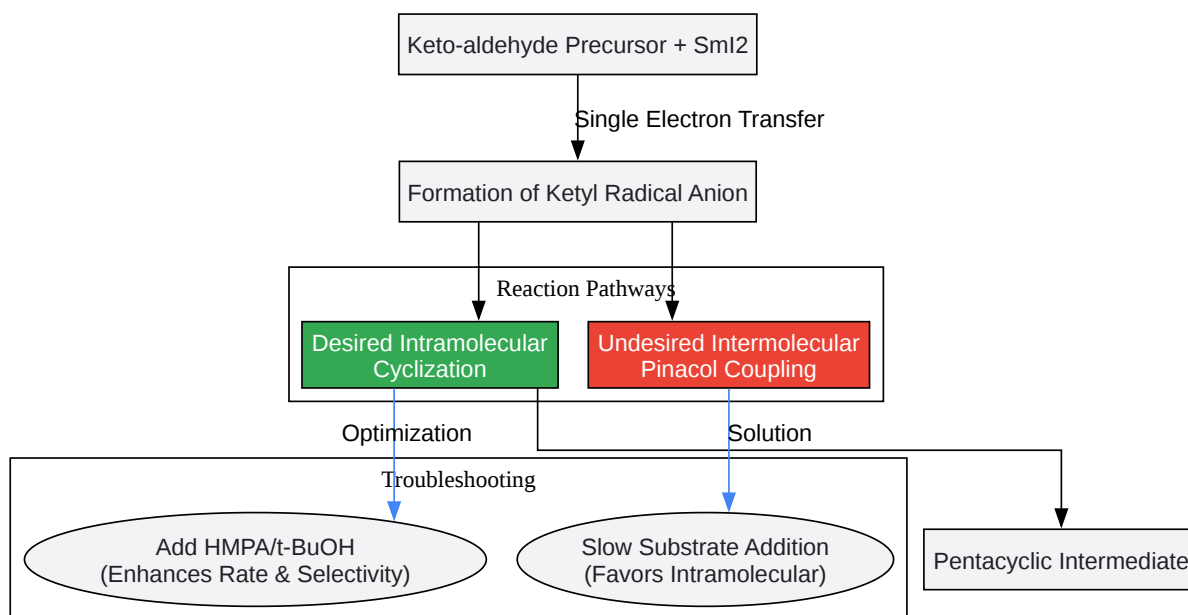 Keto-aldehyde Precursor + SmI2
Single Electron Transfer
Formation of Ketyl Radical Anion
Reaction Pathways
Desired Intramolecular
Cyclization
Undesired Intermolecular
Pinacol Coupling
Optimization
Solution
Troubleshooting
Add HMPA/t-BuOH
(Enhances Rate & Selectivity)
Slow Substrate Addition
(Favors Intramolecular)
Pentacyclic Intermediate